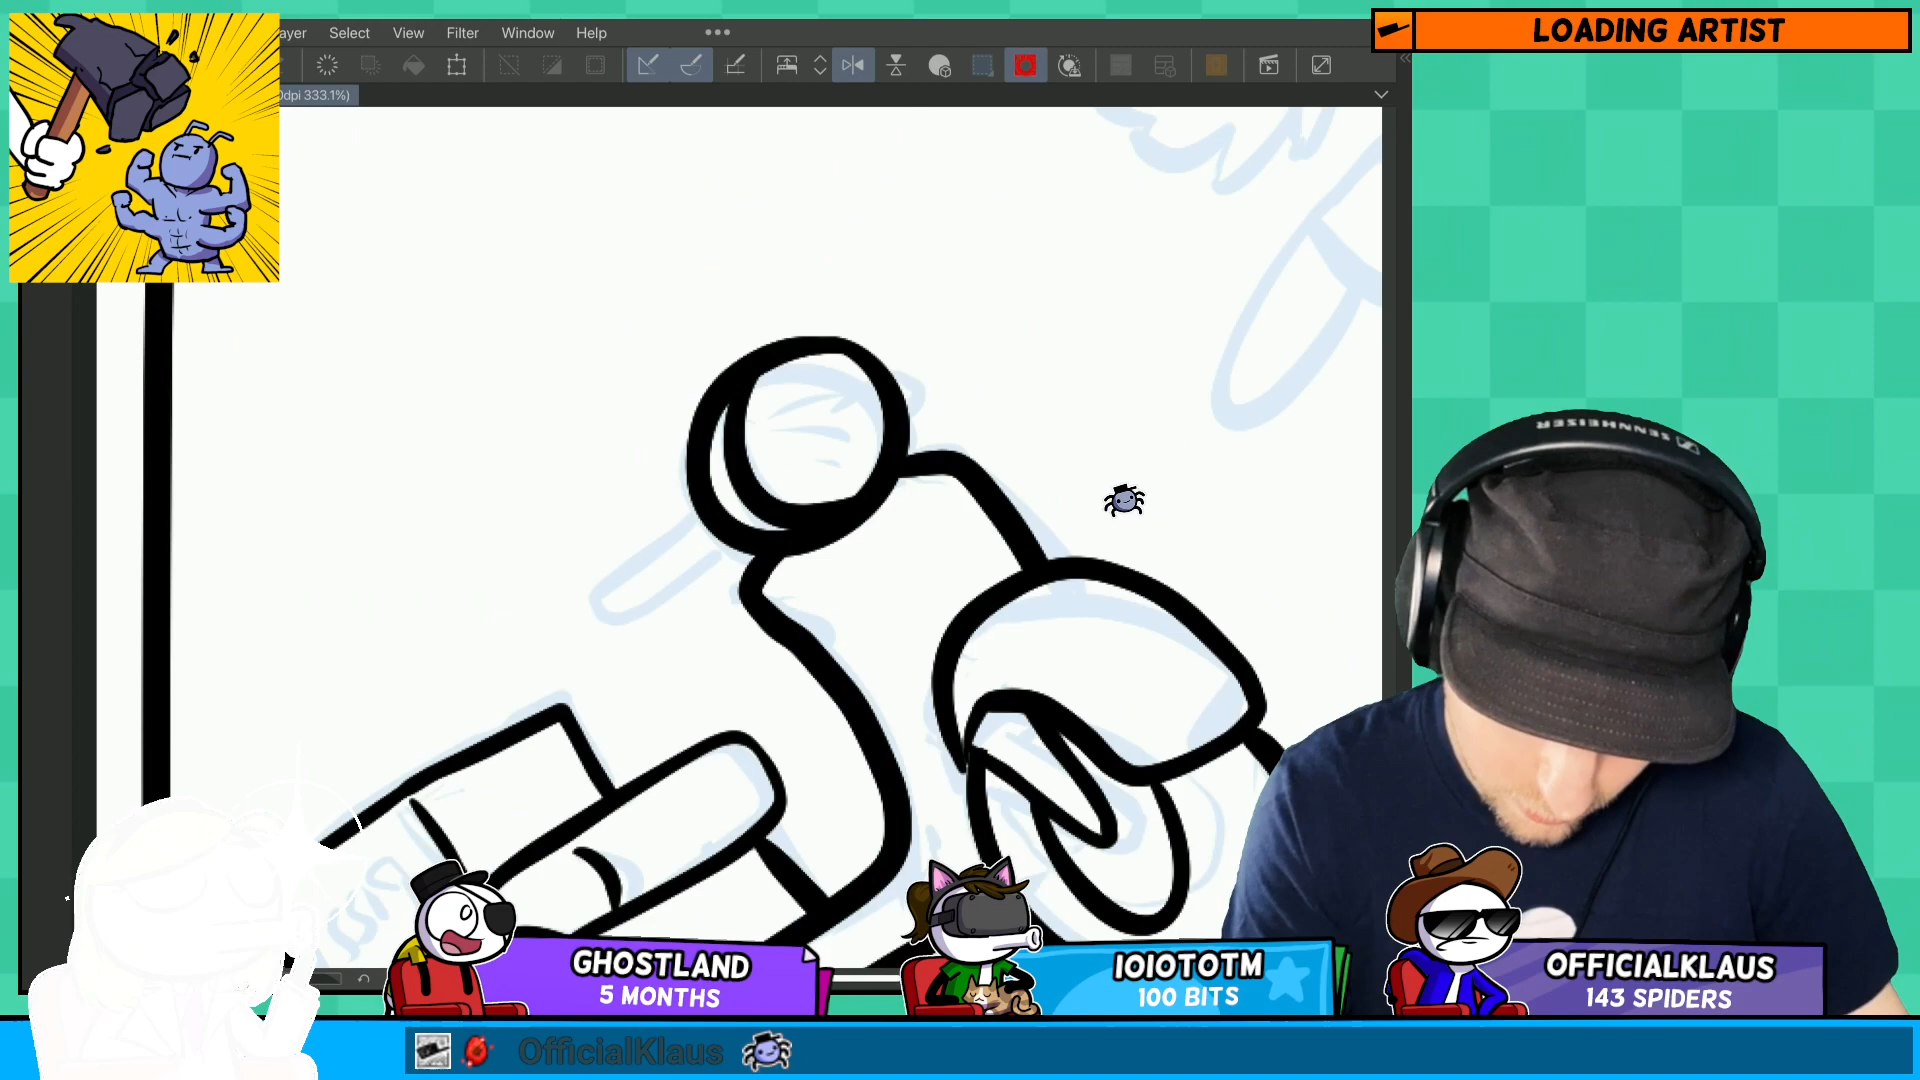 ayer Select View Filter Window Help
LOADING ARTIST
0dpi 333.1%)
SENNHEISER
GHOSTLAND
5 MONTHS
IOIOTOTM
100 BITS
OFFICIALKLAUS
143 SPIDERS
OfficialKlaus